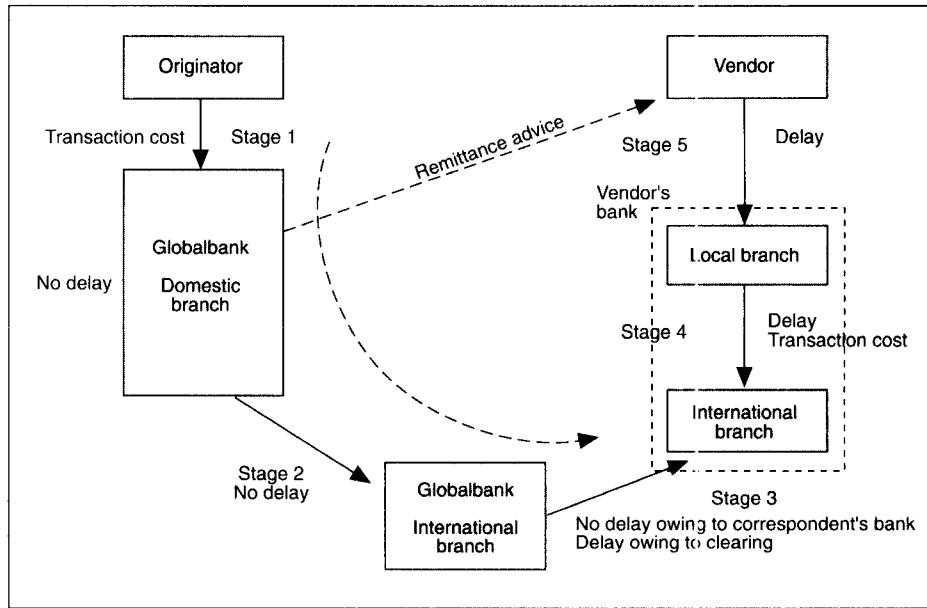 Originator
Vendor
Transaction cost
Stage 1
Remittance advice
Stage 5
Delay
Vendor's
bank
Globalbank
Domestic
branch
No delay
Local branch
Stage 4
Delay
Transaction cost
International
branch
Stage 2
No delay
Globalbank
International
branch
Stage 3
No delay owing to correspondent's bank
Delay owing to clearing